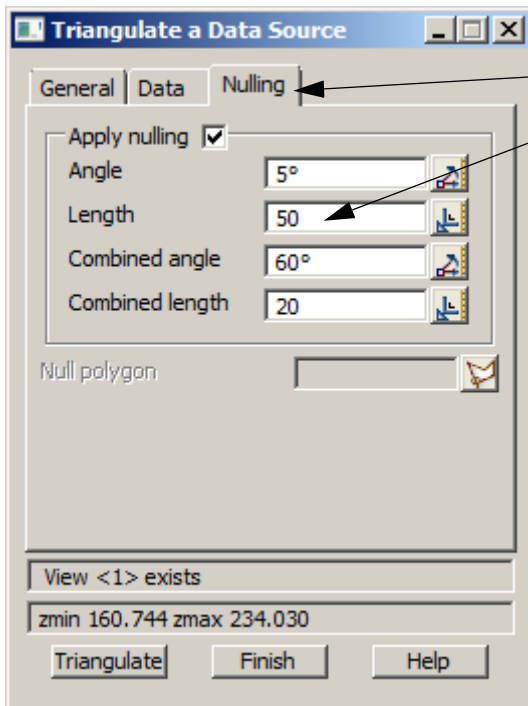 Triangulate a Data Source
General Data Nulling
Apply nulling
Angle 5°
Length 50
Combined angle 60°
Combined length 20
Null polygon
View <1> exists
zmin 160.744 zmax 234.030
Triangulate Finish Help